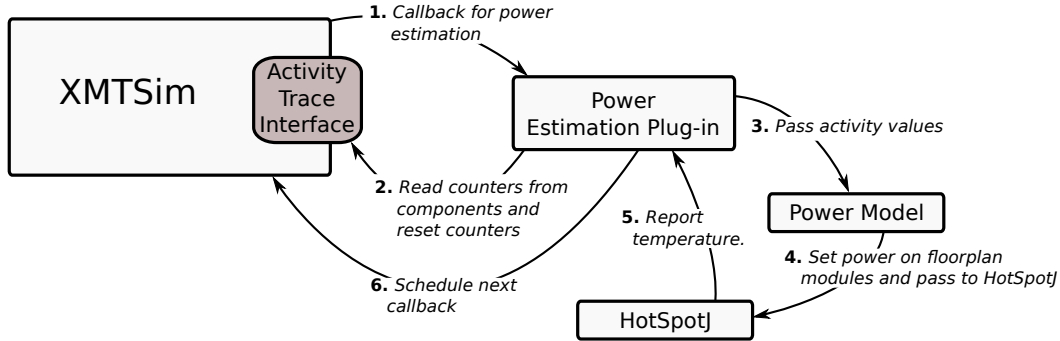 1. Callback for power
estimation
XMTSim
Activity
Trace
Interface
Power
Estimation Plug-in
3. Pass activity values
2. Read counters from
components and
reset counters
Power Model
5. Report
temperature.
4. Set power on floorplan
modules and pass to HotSpotJ
6. Schedule next
callback
HotSpotJ